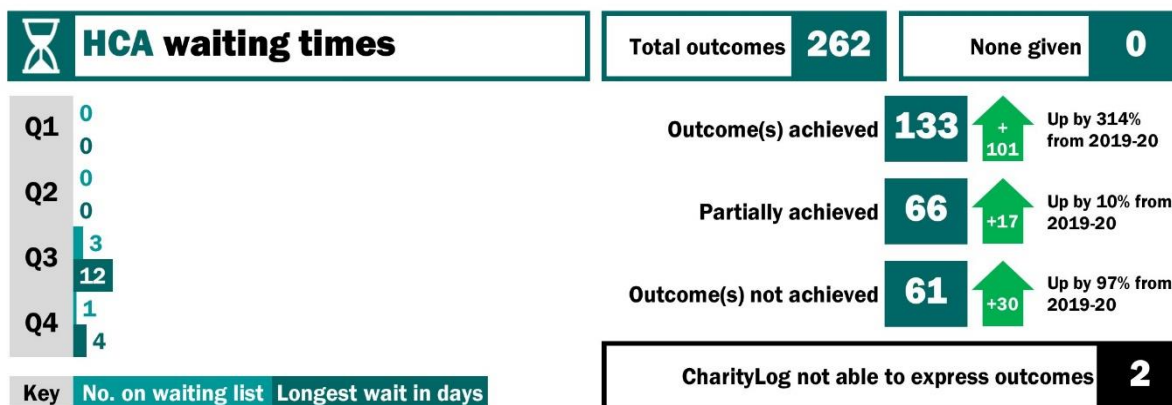 HCA waiting times
Q1
0
0
Q2
0
0
Q3
3
12
Q4
1
4
Key No. on waiting list Longest wait in days
Total outcomes 262
None given 0
Outcome(s) achieved 133
+
101
Up by 314%
from 2019-20
Partially achieved 66
+17
Up by 10% from
2019-20
Outcome(s) not achieved 61
+30
Up by 97% from
2019-20
CharityLog not able to express outcomes 2